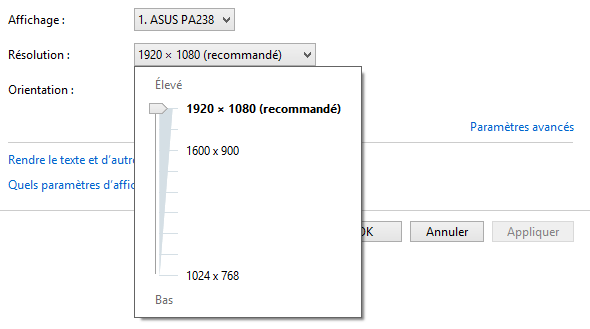 Affichage :
1. ASUS PA238
Résolution :
1920 × 1080 (recommandé)
Élevé
Orientation :
1920 × 1080 (recommandé)
Paramètres avancés
1600 x 900
Rendre le texte et d'autre
Quels paramètres d'affic
OK
Annuler
Appliquer
1024 x 768
Bas